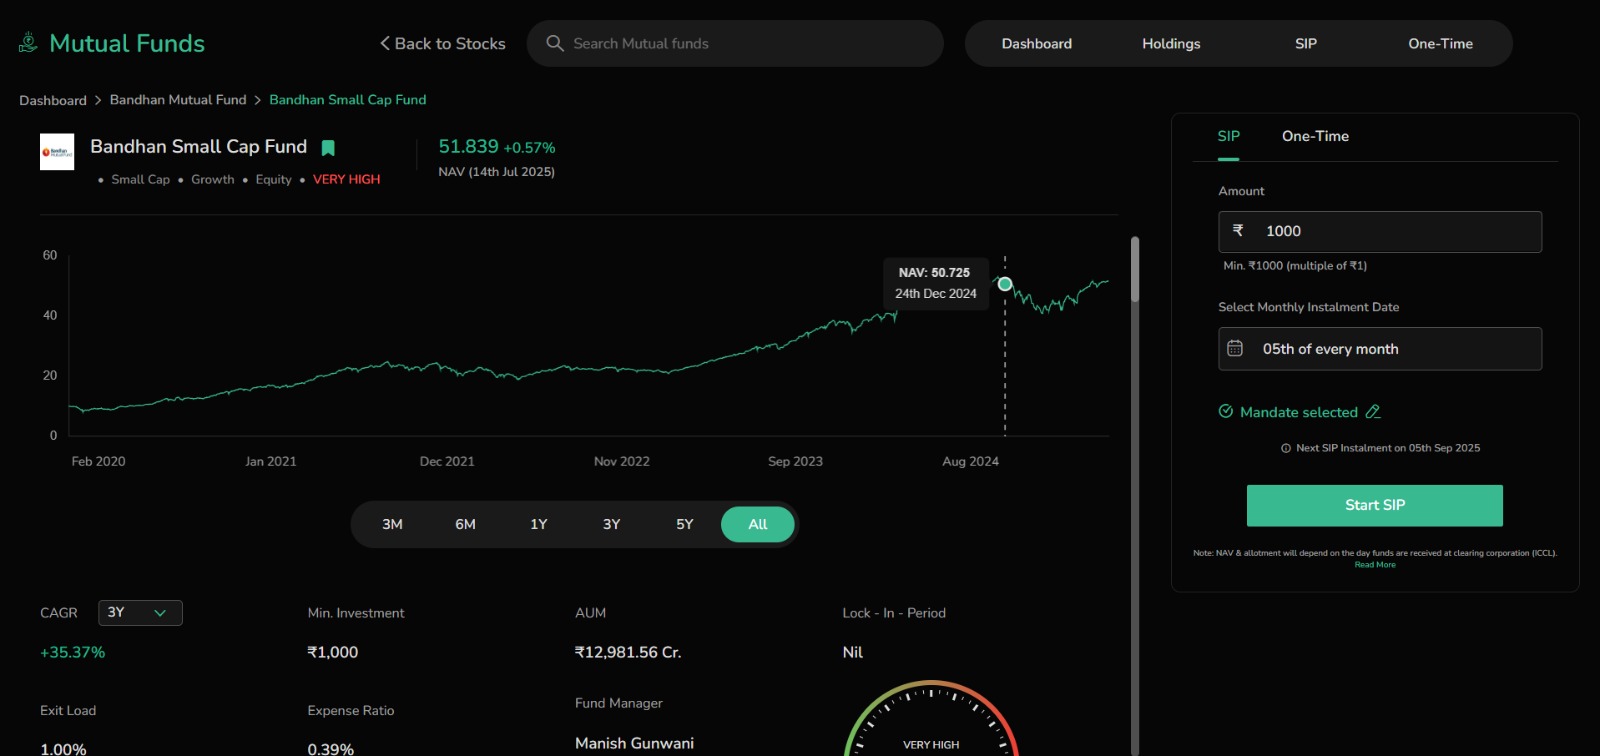 Mutual Funds
Back to Stocks
Search Mutual funds
Dashboard
Holdings
SIP
One-Time
Dashboard > Bandhan Mutual Fund > Bandhan Small Cap Fund
Bandhan Small Cap Fund
• Small Cap • Growth • Equity • VERY HIGH
51.839 +0.57%
NAV (14th Jul 2025)
60
40
20
0
NAV: 50.725
24th Dec 2024
Feb 2020
Jan 2021
Dec 2021
Nov 2022
Sep 2023
Aug 2024
3M
6M
1Y
3Y
5Y
All
CAGR
3Y
+35.37%
Min. Investment
₹1,000
AUM
₹12,981.56 Cr.
Lock - In - Period
Nil
Exit Load
1.00%
Expense Ratio
0.39%
Fund Manager
Manish Gunwani
VERY HIGH
SIP
One-Time
Amount
₹ 1000
Min. ₹1000 (multiple of ₹1)
Select Monthly Instalment Date
05th of every month
Mandate selected
Next SIP Instalment on 05th Sep 2025
Start SIP
Note: NAV & allotment will depend on the day funds are received at clearing corporation (ICCL).
Read More